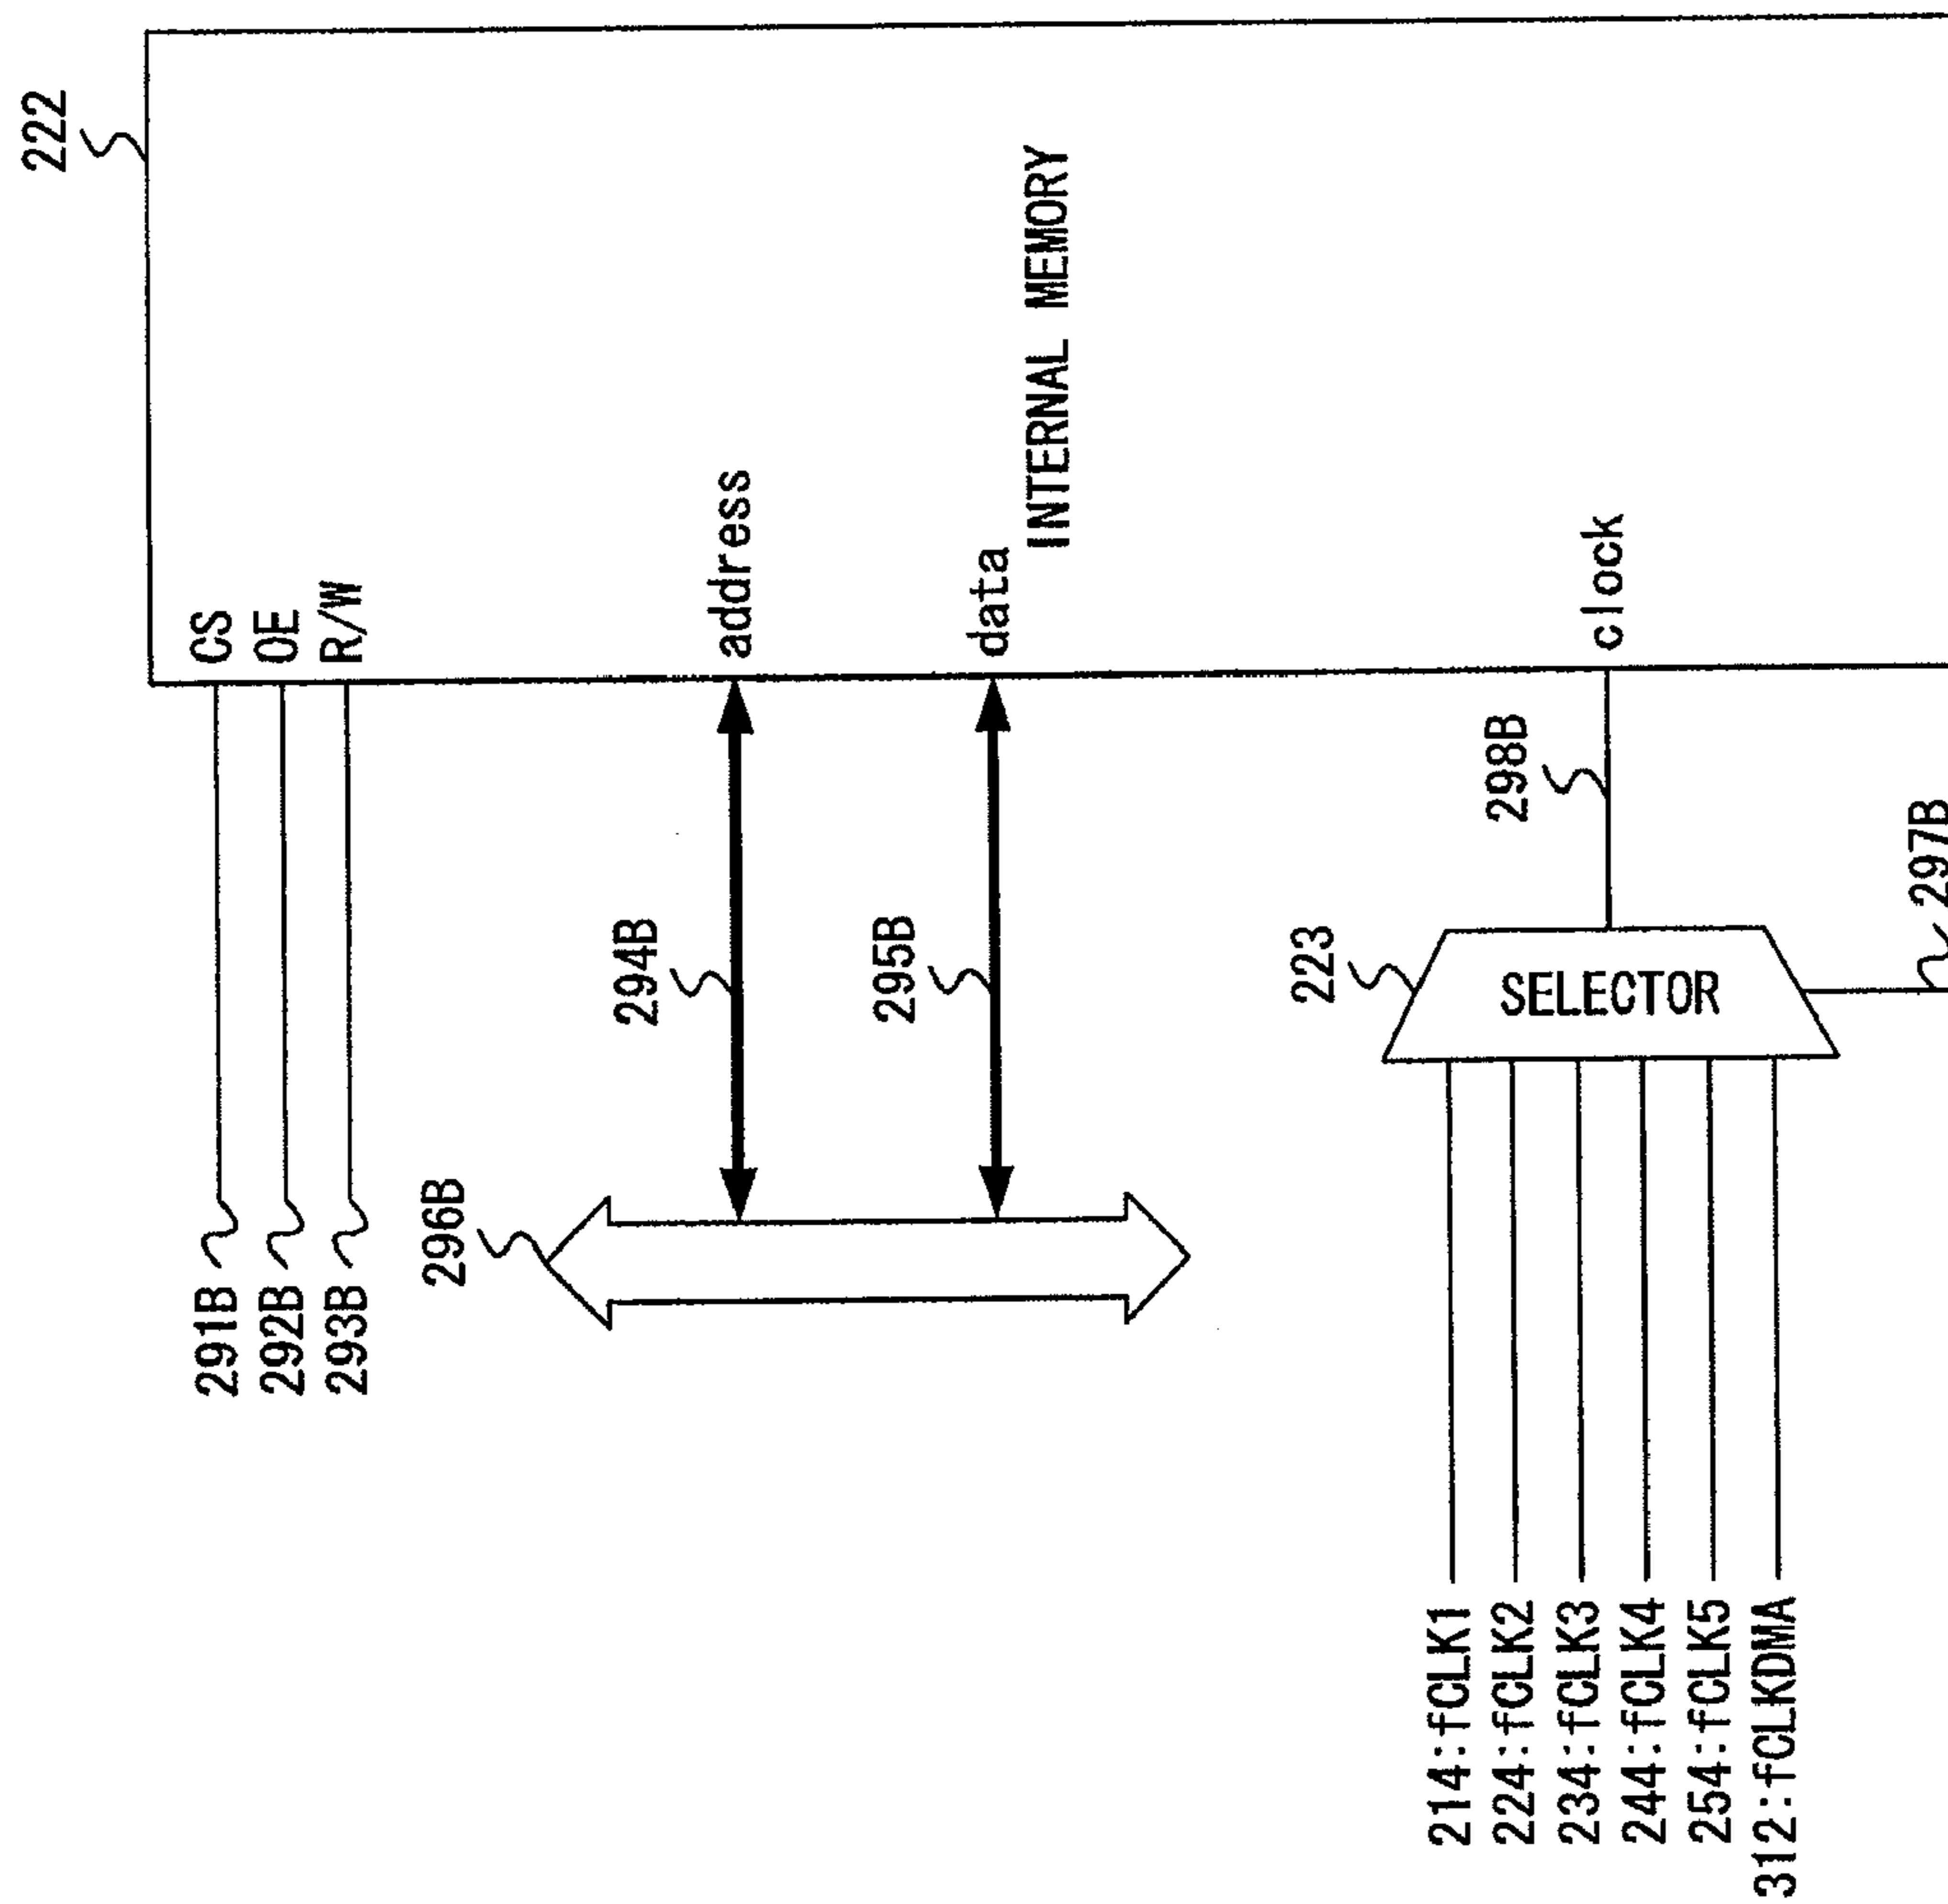 222
291B CS
292B OE
293B R/W
296B
294B
address
295B
data
INTERNAL MEMORY
223
298B
SELECTOR
clock
214:fCLK1
224:fCLK2
234:fCLK3
244:fCLK4
254:fCLK5
312:fCLKDMA
297B